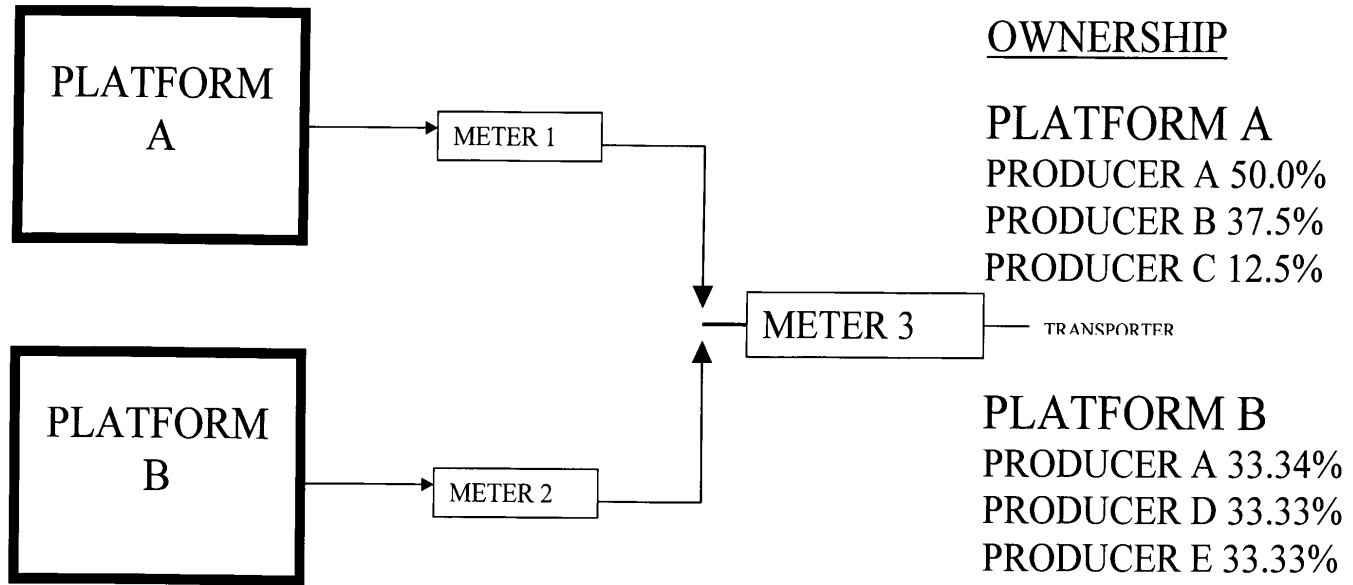 PLATFORM
A
METER 1
METER 3
TRANSPORTER
PLATFORM
B
METER 2
OWNERSHIP
PLATFORM A
PRODUCER A 50.0%
PRODUCER B 37.5%
PRODUCER C 12.5%
PLATFORM B
PRODUCER A 33.34%
PRODUCER D 33.33%
PRODUCER E 33.33%